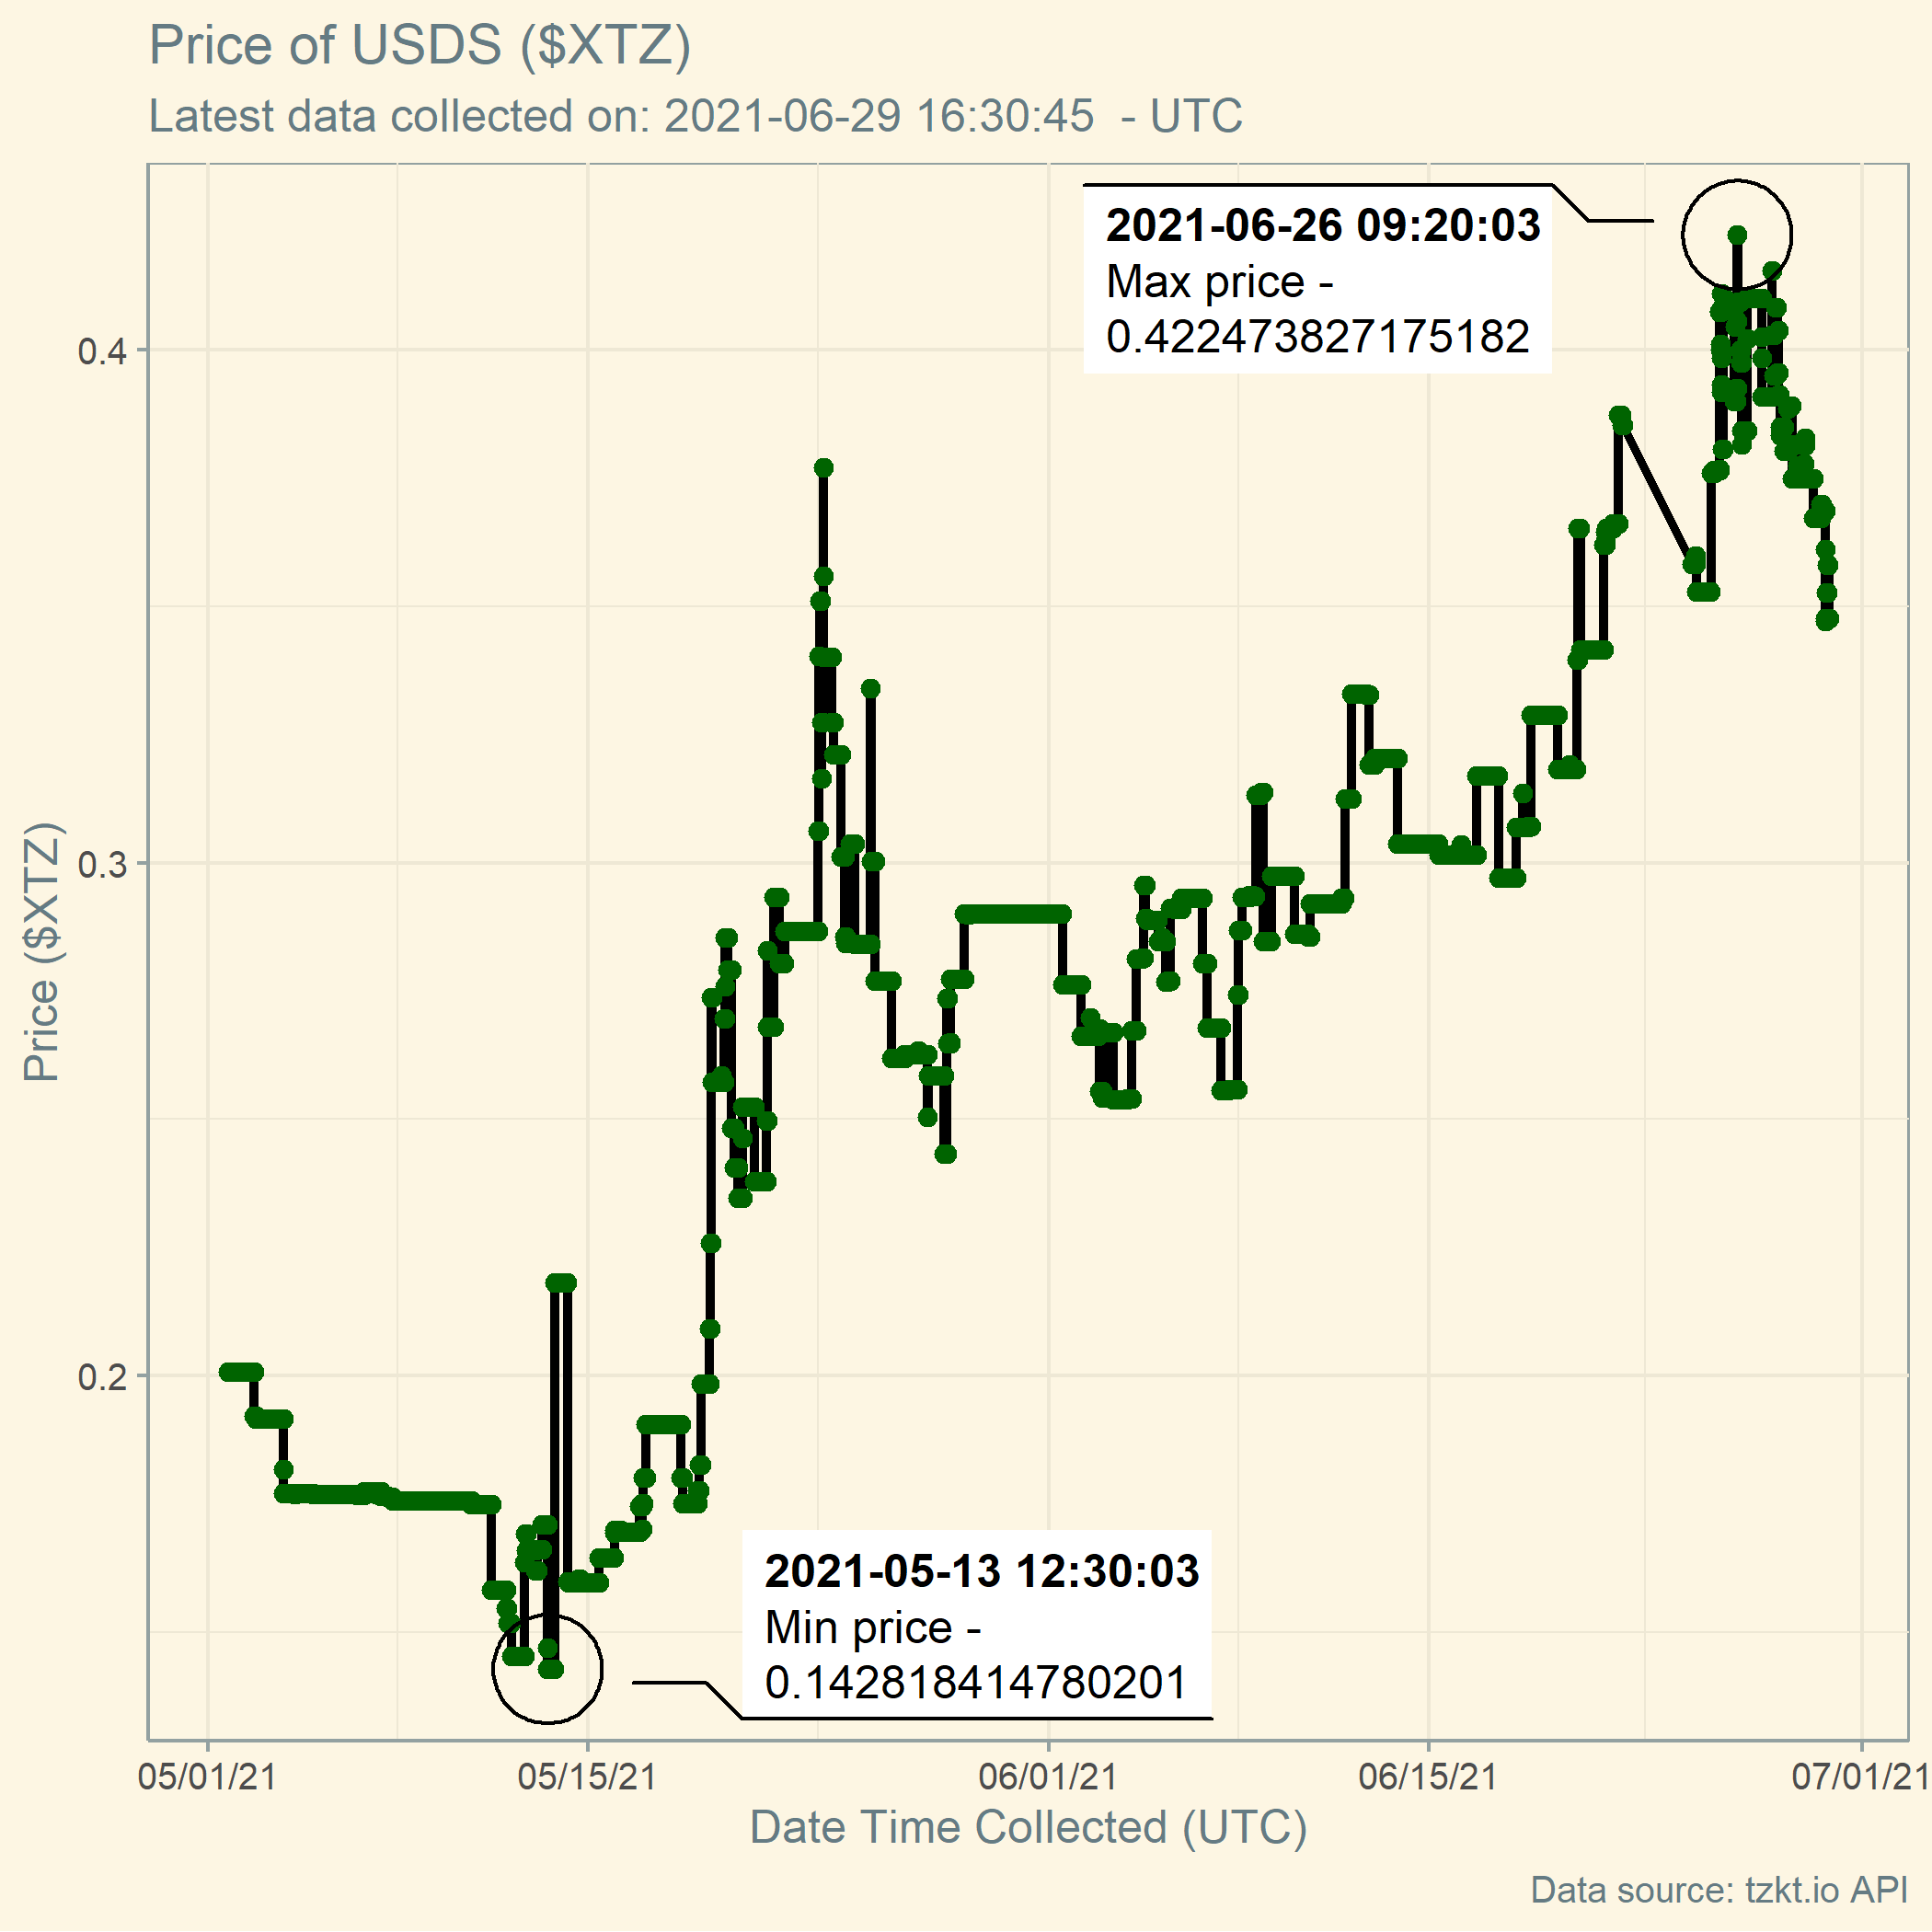 Price of USDS ($XTZ)
Latest data collected on: 2021-06-29 16:30:45  - UTC
2021-06-26 09:20:03
Max price -
0.422473827175182
0.4
0.3
0.2
Price ($XTZ)
2021-05-13 12:30:03
Min price -
0.142818414780201
05/01/21
05/15/21
06/01/21
06/15/21
07/01/21
Date Time Collected (UTC)
Data source: tzkt.io API